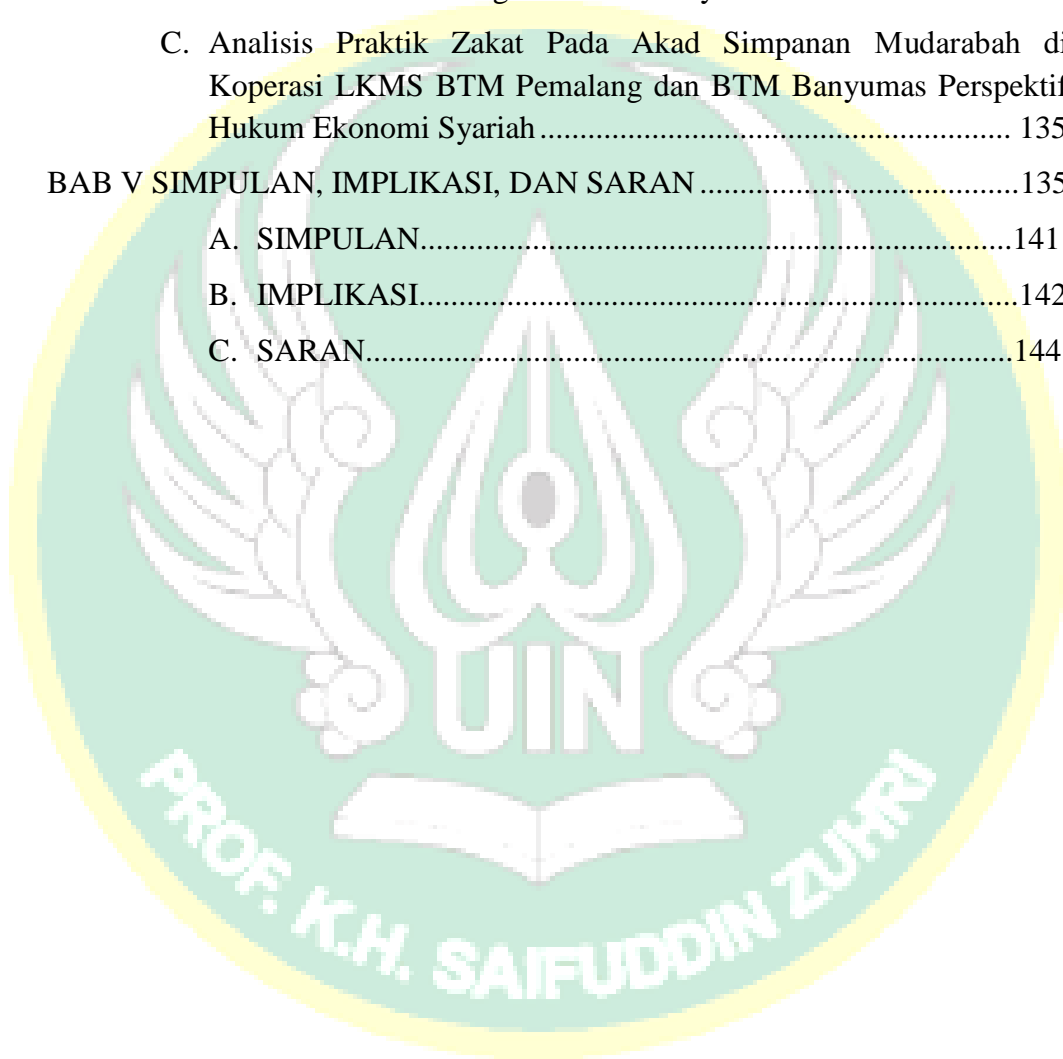 C. Analisis Praktik Zakat Pada Akad Simpanan Mudarabah di
Koperasi LKMS BTM Pemalang dan BTM Banyumas Perspektif
Hukum Ekonomi Syariah ................................................................ 135
BAB V SIMPULAN, IMPLIKASI, DAN SARAN ...................................135
A. SIMPULAN.................................................................141
B. IMPLIKASI..................................................................142
C. SARAN........................................................................144
UIN
PROF. K.H. SAIFUDDIN ZUHRI